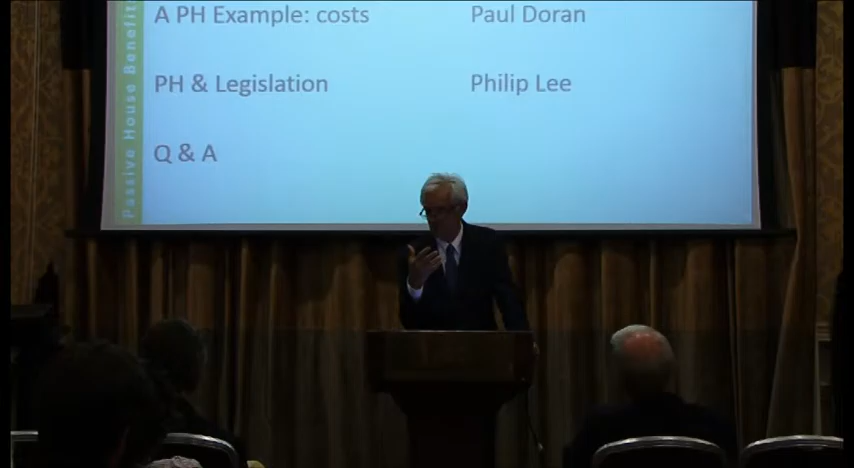 A PH Example: costs Paul Doran
PH & Legislation Philip Lee
Q & A
Passive House Benefits